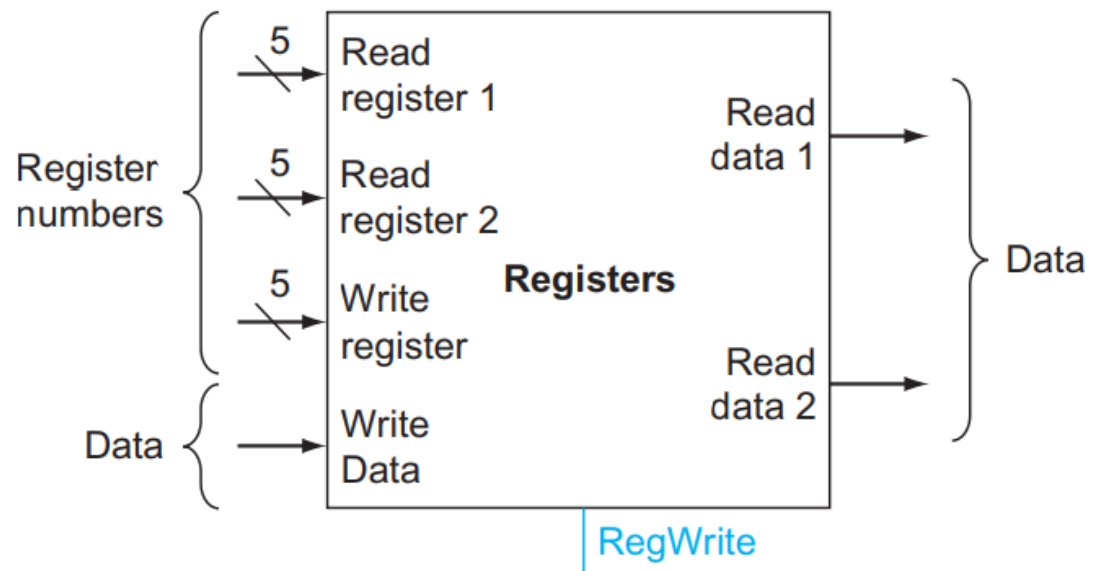 5
Read
register 1
5
Read
register 2
5
Write
register
Write
Data
Register
numbers
Data
Registers
Read
data 1
Read
data 2
Data
RegWrite